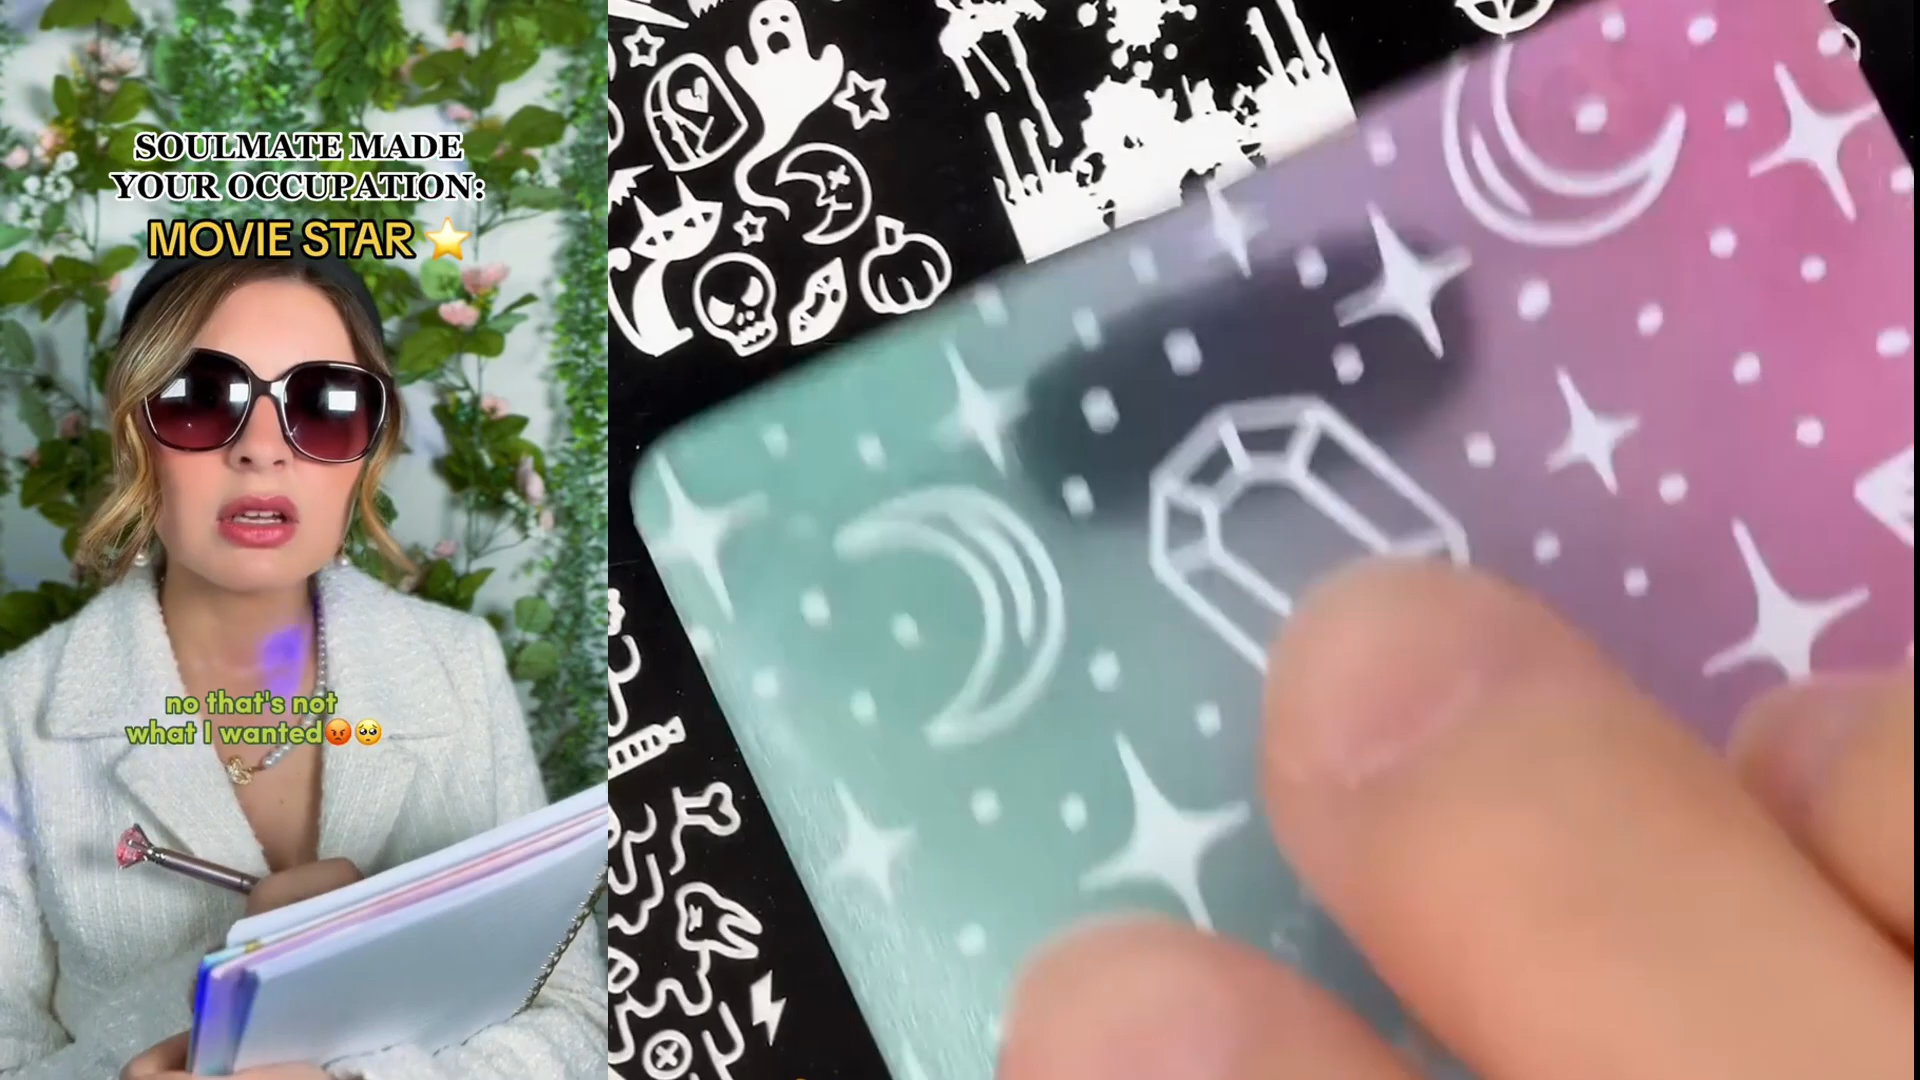 SOULMATE MADE
YOUR OCCUPATION:
MOVIE STAR ⭐
no that's not
what I wanted😡🥺